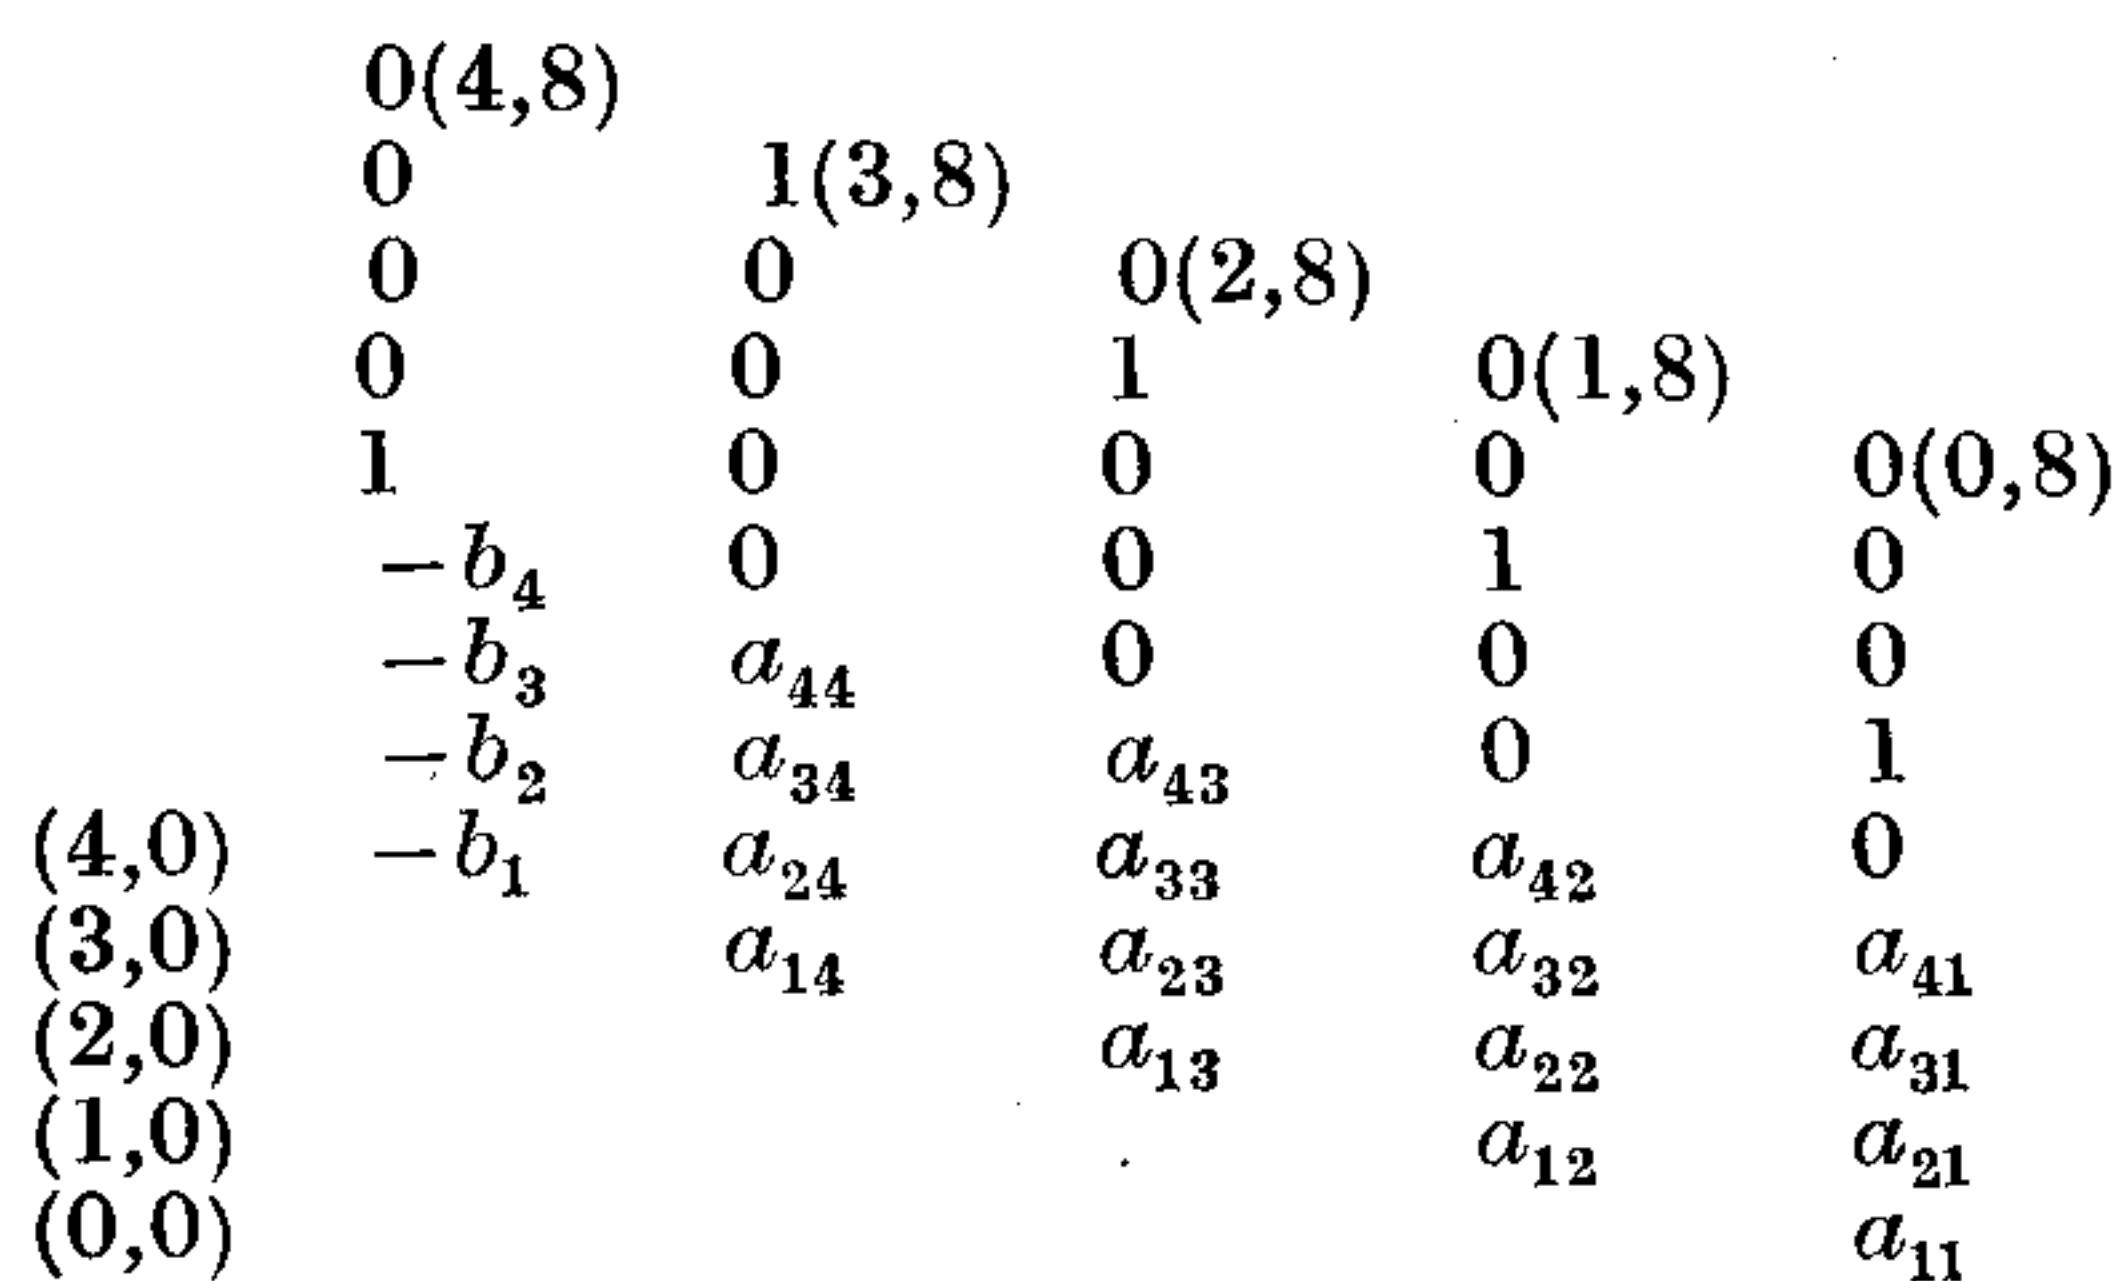 0(4,8)
0 1(3,8)
0 0 0(2,8)
0 0 1 0(1,8)
1 0 0 0 0(0,8)
−b₄ 0 0 1 0
−b₃ a₄₄ 0 0 0
−b₂ a₃₄ a₄₃ 0 1
(4,0) −b₁ a₂₄ a₃₃ a₄₂ 0
(3,0) a₁₄ a₂₃ a₃₂ a₄₁
(2,0) a₁₃ a₂₂ a₃₁
(1,0) a₁₂ a₂₁
(0,0) a₁₁